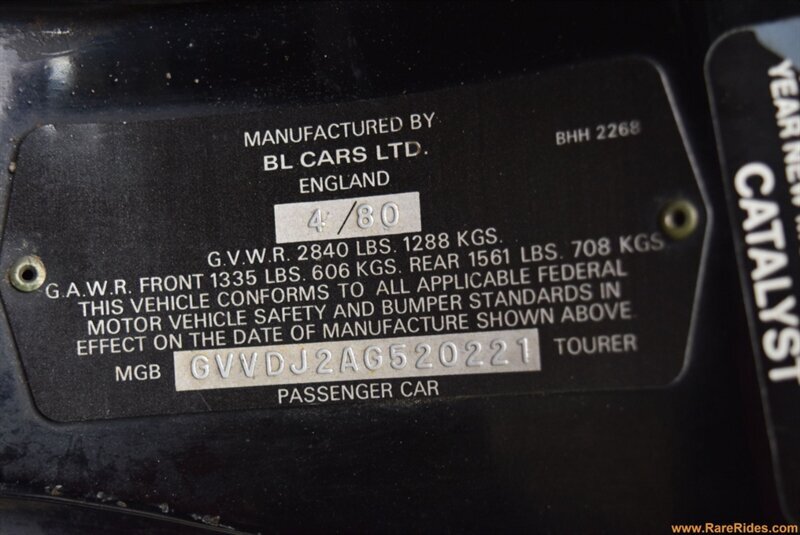 MANUFACTURED BY
BL CARS LTD.
ENGLAND
BHH 2268
4/80
G.V.W.R. 2840 LBS. 1288 KGS.
G.A.W.R. FRONT 1335 LBS. 606 KGS. REAR 1561 LBS. 708 KGS.
THIS VEHICLE CONFORMS TO ALL APPLICABLE FEDERAL
MOTOR VEHICLE SAFETY AND BUMPER STANDARDS IN
EFFECT ON THE DATE OF MANUFACTURE SHOWN ABOVE.
MGB GVVDJ2AG520221 TOURER
PASSENGER CAR
YEAR NEW
CATALYST
www.RareRides.com